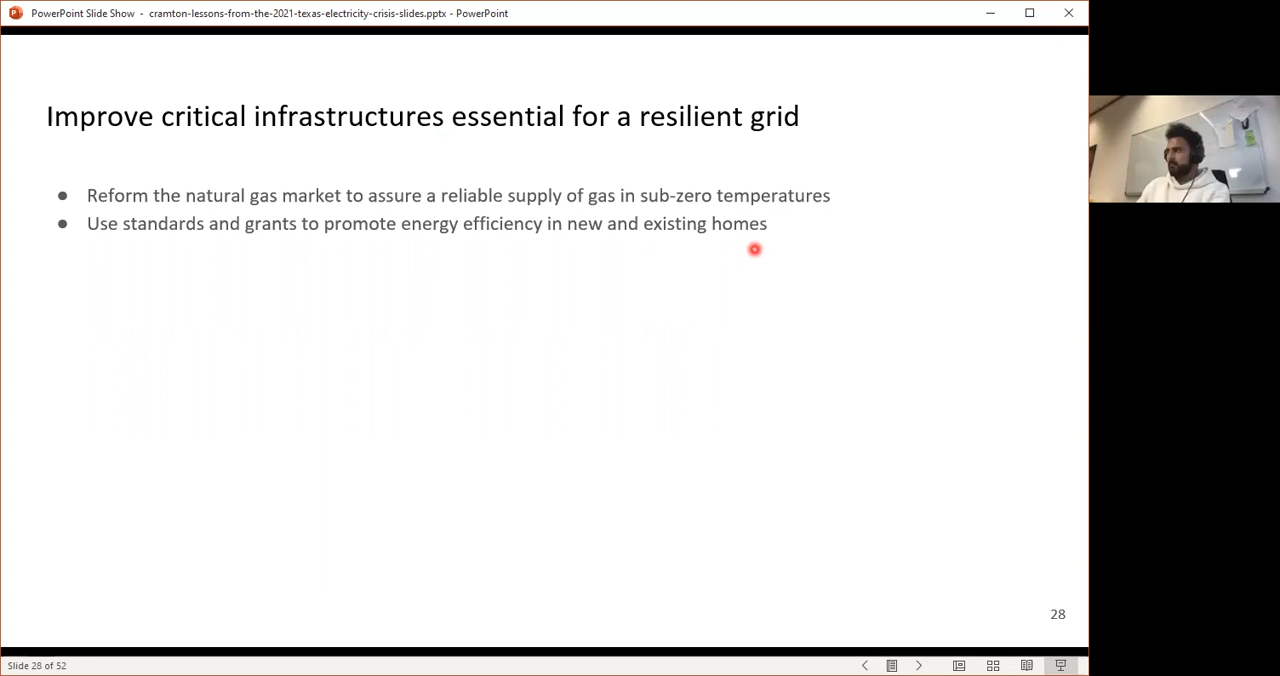 PowerPoint Slide Show - cramton-lessons-from-the-2021-texas-electricity-crisis-slides.pptx - PowerPoint
Improve critical infrastructures essential for a resilient grid
● Reform the natural gas market to assure a reliable supply of gas in sub-zero temperatures
● Use standards and grants to promote energy efficiency in new and existing homes
28
Slide 28 of 52